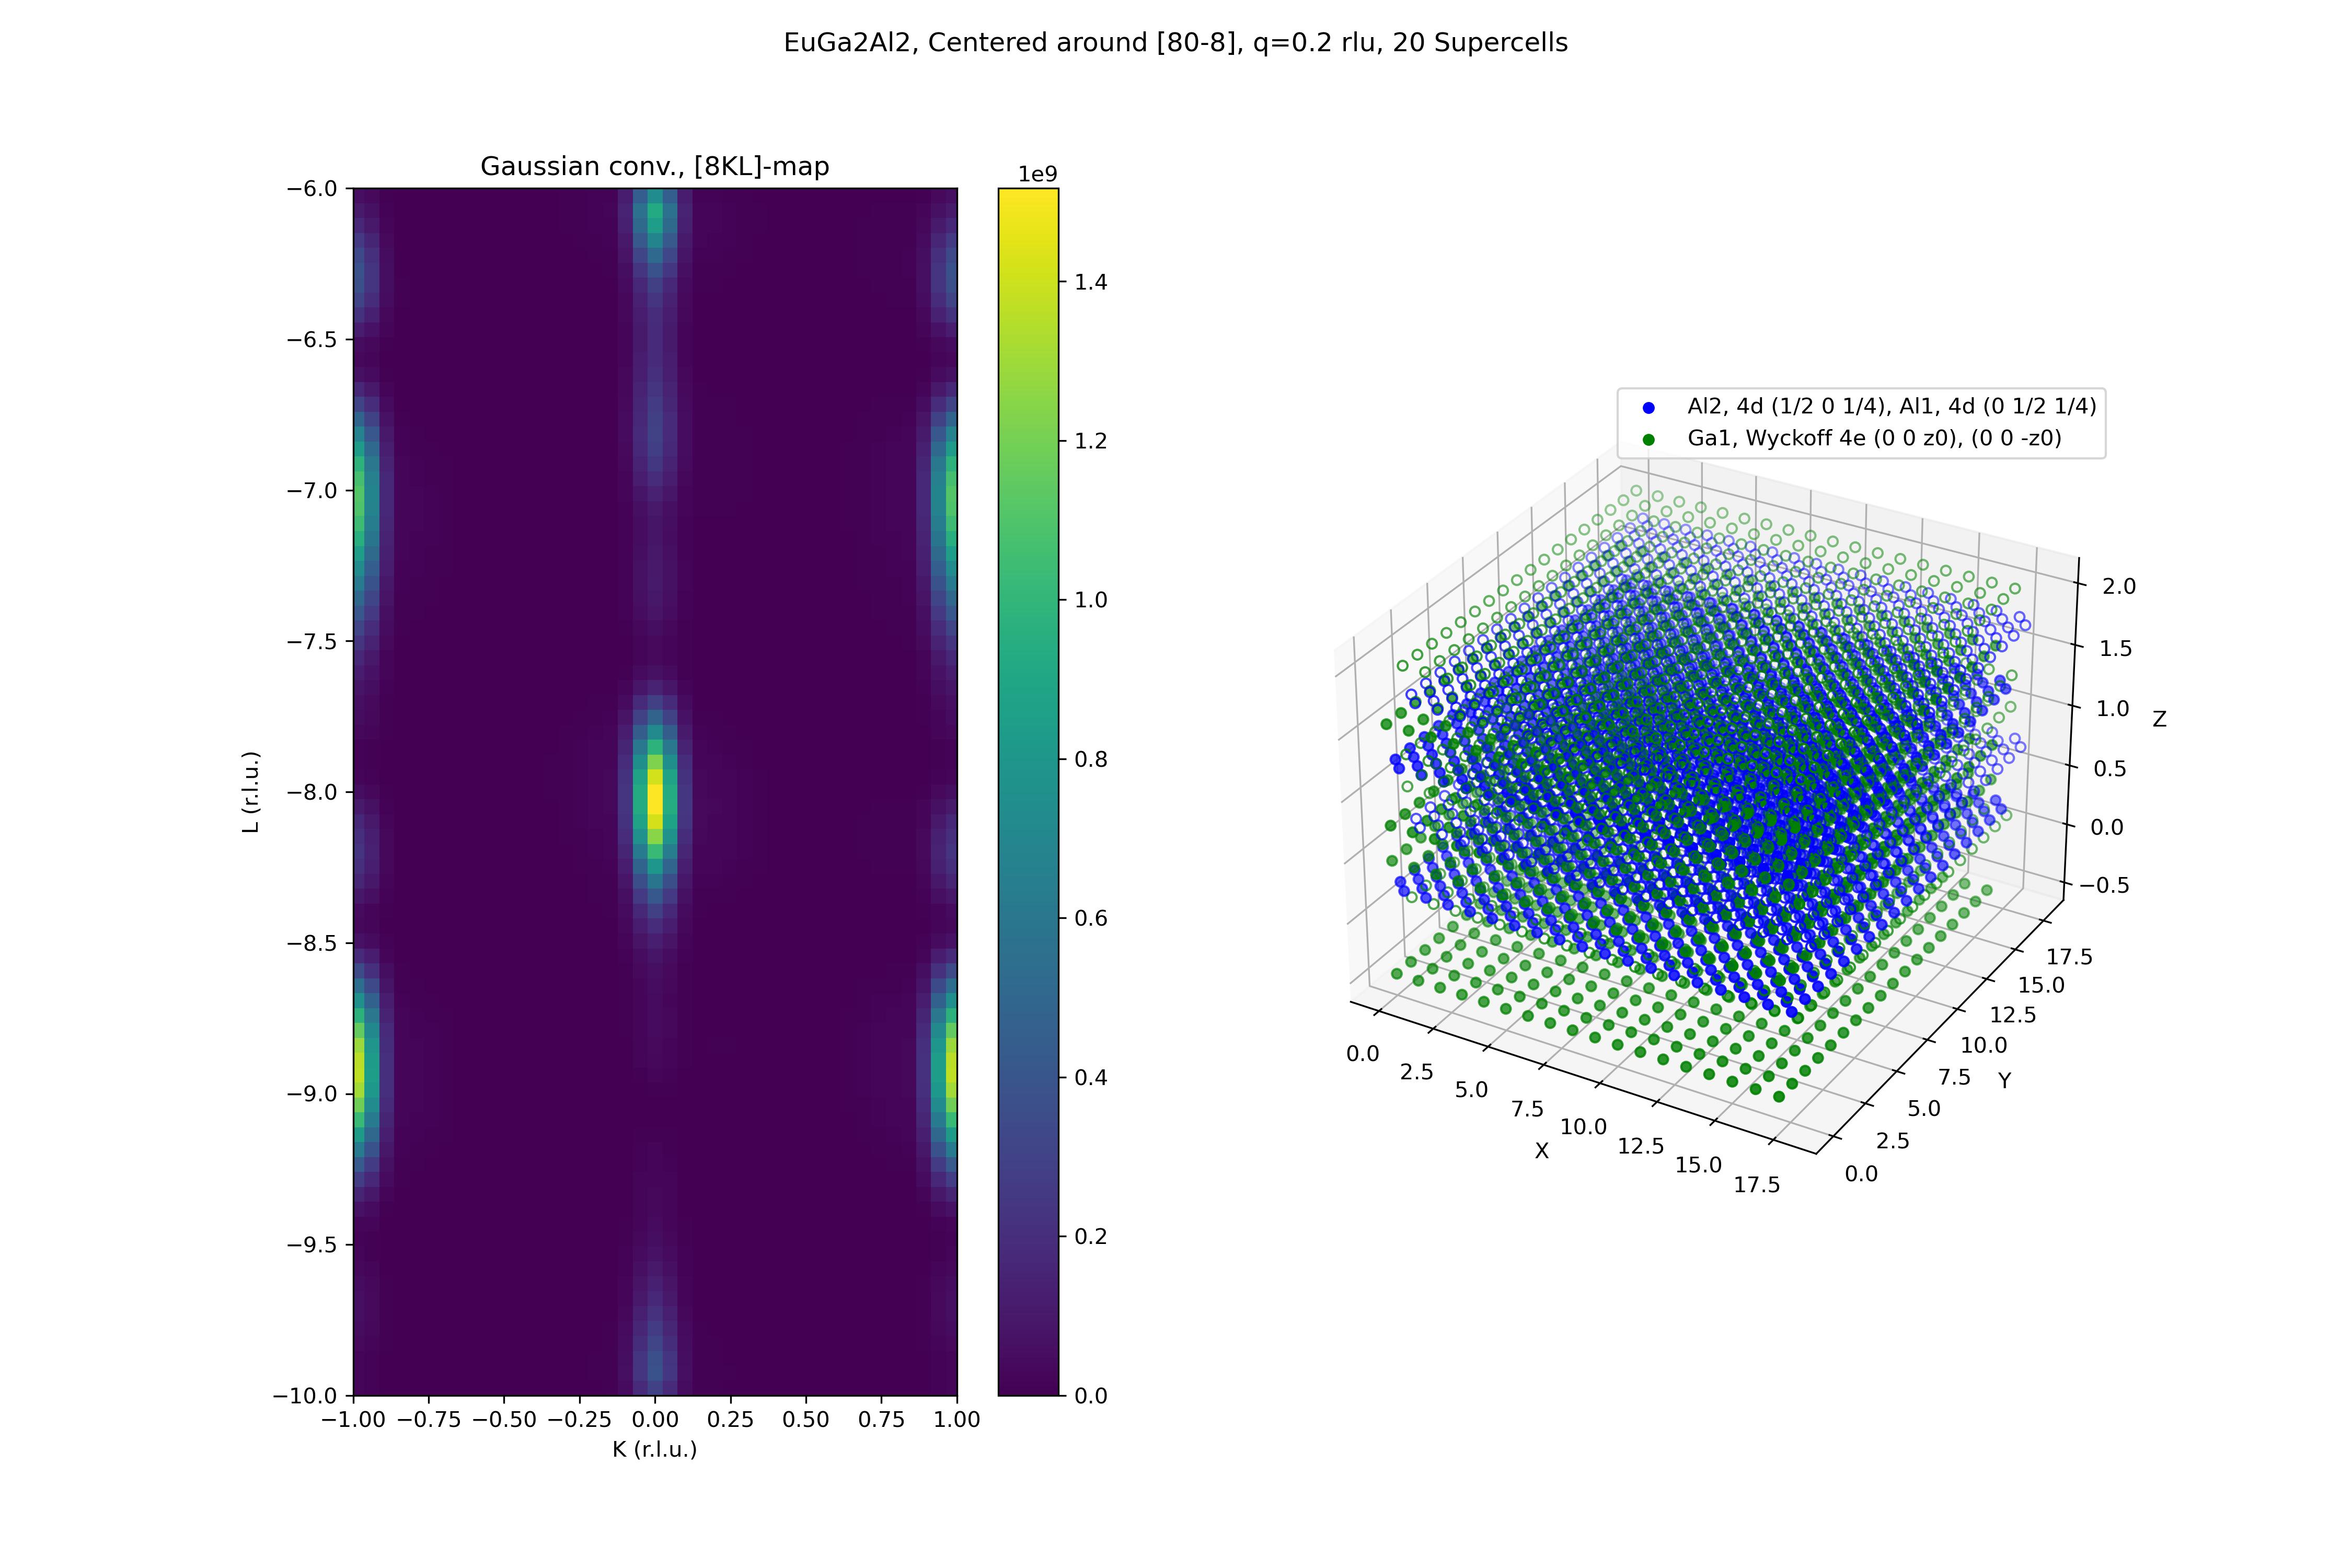 EuGa2Al2, Centered around [80-8], q=0.2 rlu, 20 Supercells
Gaussian conv., [8KL]-map
1e9
−6.0
−6.5
−7.0
−7.5
−8.0
−8.5
−9.0
−9.5
−10.0
L (r.l.u.)
−1.00 −0.75 −0.50 −0.25 0.00 0.25 0.50 0.75 1.00
K (r.l.u.)
1.4
1.2
1.0
0.8
0.6
0.4
0.2
0.0
Al2, 4d (1/2 0 1/4), Al1, 4d (0 1/2 1/4)
Ga1, Wyckoff 4e (0 0 z0), (0 0 -z0)
2.0
1.5
1.0
0.5
0.0
−0.5
Z
0.0 2.5 5.0 7.5 10.0 12.5 15.0 17.5
X
0.0 2.5 5.0 7.5 10.0 12.5 15.0 17.5
Y